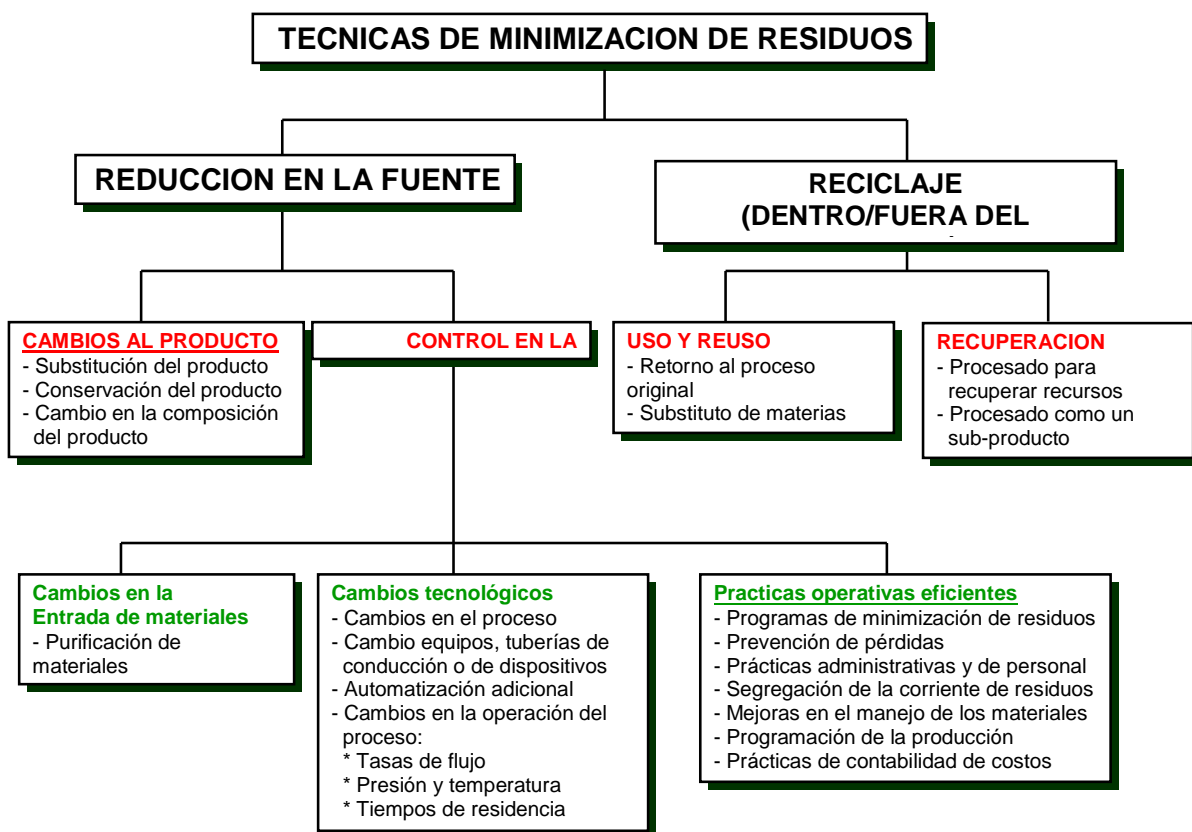 TECNICAS DE MINIMIZACION DE RESIDUOS
REDUCCION EN LA FUENTE
RECICLAJE
(DENTRO/FUERA DEL
CAMBIOS AL PRODUCTO
- Substitución del producto
- Conservación del producto
- Cambio en la composición
del producto
CONTROL EN LA
USO Y REUSO
- Retorno al proceso
original
- Substituto de materias
RECUPERACION
- Procesado para
recuperar recursos
- Procesado como un
sub-producto
Cambios en la
Entrada de materiales
- Purificación de
materiales
Cambios tecnológicos
- Cambios en el proceso
- Cambio equipos, tuberías de
conducción o de dispositivos
- Automatización adicional
- Cambios en la operación del
proceso:
* Tasas de flujo
* Presión y temperatura
* Tiempos de residencia
Practicas operativas eficientes
- Programas de minimización de residuos
- Prevención de pérdidas
- Prácticas administrativas y de personal
- Segregación de la corriente de residuos
- Mejoras en el manejo de los materiales
- Programación de la producción
- Prácticas de contabilidad de costos